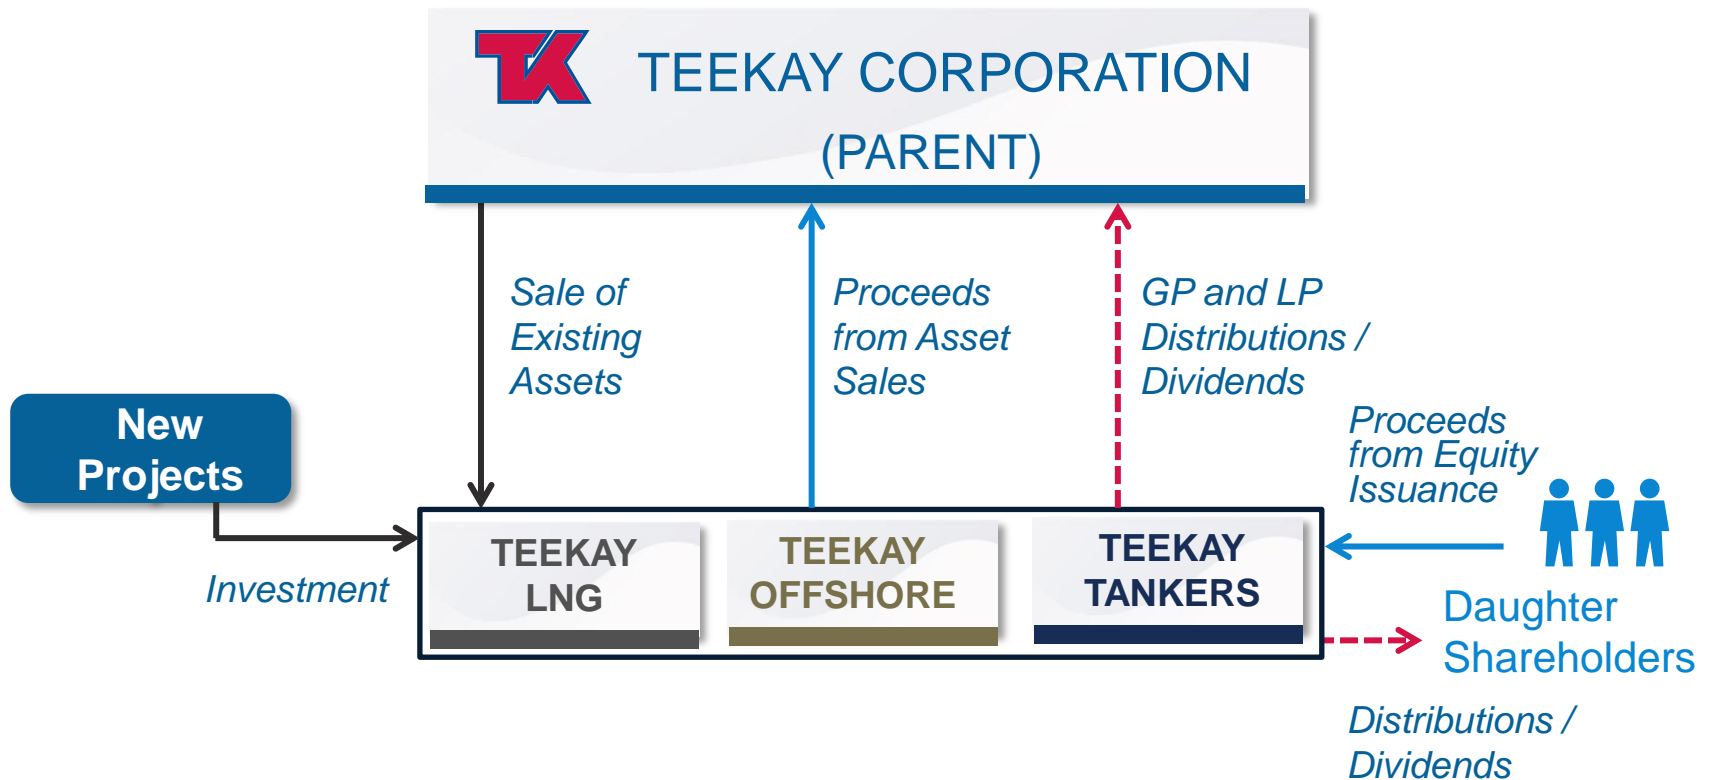 TK
TEEKAY CORPORATION
(PARENT)
Sale of
Existing
Assets
Proceeds
from Asset
Sales
GP and LP
Distributions /
Dividends
New
Projects
Proceeds
from Equity
Issuance
Investment
TEEKAY
LNG
TEEKAY
OFFSHORE
TEEKAY
TANKERS
Daughter
Shareholders
Distributions /
Dividends